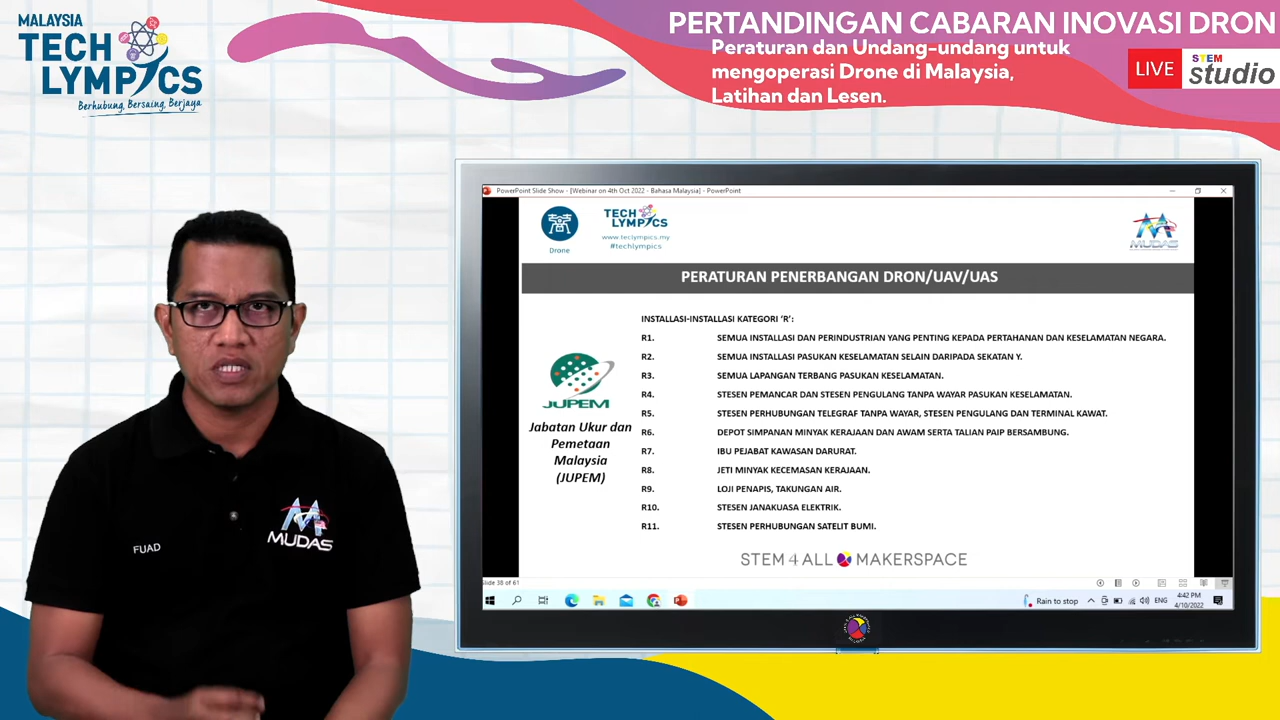 MALAYSIA
TECH
LYMPICS
Berhubung, Bersaing, Berjaya
PERTANDINGAN CABARAN INOVASI DRON
Peraturan dan Undang-undang untuk
mengoperasi Drone di Malaysia,
Latihan dan Lesen.
LIVE
STEM
studio
PowerPoint Slide Show - [Webinar on 4th Oct 2022 - Bahasa Malaysia] - PowerPoint
Drone
TECH
LYMPICS
www.teclympics.my
#techlympics
MUDAS
PERATURAN PENERBANGAN DRON/UAV/UAS
INSTALLASI-INSTALLASI KATEGORI 'R':
R1. SEMUA INSTALLASI DAN PERINDUSTRIAN YANG PENTING KEPADA PERTAHANAN DAN KESELAMATAN NEGARA.
R2. SEMUA INSTALLASI PASUKAN KESELAMATAN SELAIN DARIPADA SEKATAN Y.
R3. SEMUA LAPANGAN TERBANG PASUKAN KESELAMATAN.
R4. STESEN PEMANCAR DAN STESEN PENGULANG TANPA WAYAR PASUKAN KESELAMATAN.
R5. STESEN PERHUBUNGAN TELEGRAF TANPA WAYAR, STESEN PENGULANG DAN TERMINAL KAWAT.
R6. DEPOT SIMPANAN MINYAK KERAJAAN DAN AWAM SERTA TALIAN PAIP BERSAMBUNG.
R7. IBU PEJABAT KAWASAN DARURAT.
R8. JETI MINYAK KECEMASAN KERAJAAN.
R9. LOJI PENAPIS, TAKUNGAN AIR.
R10. STESEN JANAKUASA ELEKTRIK.
R11. STESEN PERHUBUNGAN SATELIT BUMI.
JUPEM
Jabatan Ukur dan
Pemetaan
Malaysia
(JUPEM)
STEM 4 ALL MAKERSPACE
Slide 38 of 61
Rain to stop
ENG
4:42 PM
4/10/2022
FUAD
MUDAS